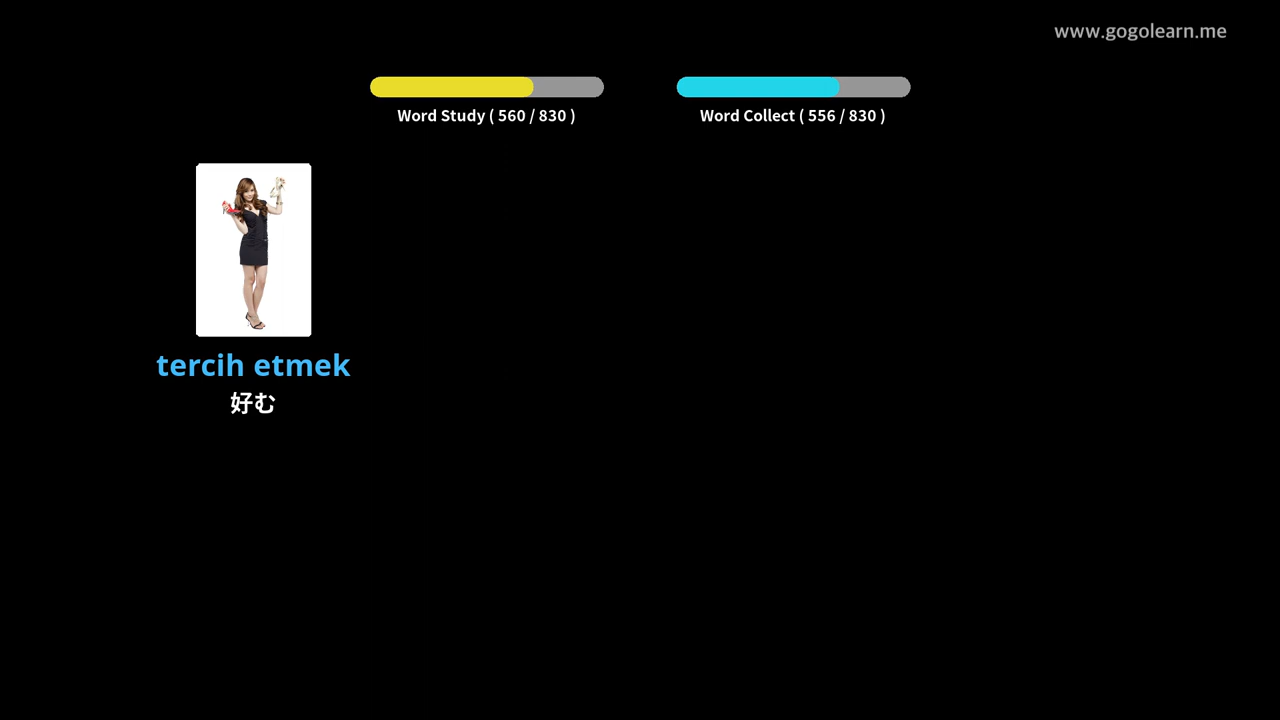 www.gogolearn.me
Word Study ( 560 / 830 )
Word Collect ( 556 / 830 )
tercih etmek
好む